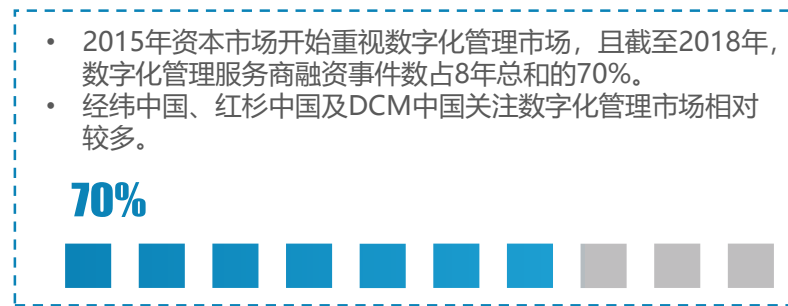 • 2015年资本市场开始重视数字化管理市场，且截至2018年，
数字化管理服务商融资事件数占8年总和的70%。
• 经纬中国、红杉中国及DCM中国关注数字化管理市场相对
较多。
70%